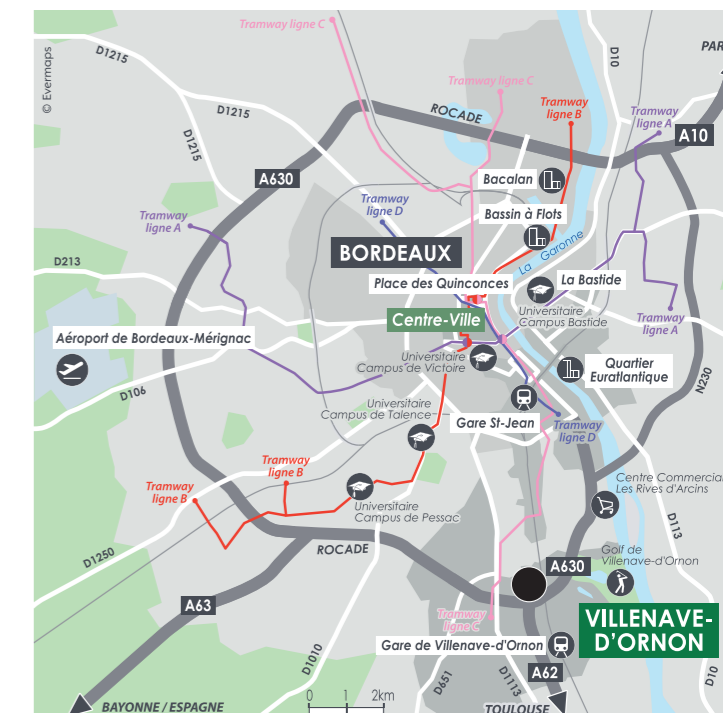 Tramway ligne C
© Evermaps
D1215
D10
PAR
Tramway ligne C
D1215
ROCADE
Tramway
ligne B
Tramway
ligne A
A10
D1215
A630
Bacalan
Tramway
ligne A
Tramway
ligne D
Bassin à Flots
BORDEAUX
La Garonne
D213
Place des Quinconces
La Bastide
Centre-Ville
Universitaire
Campus Bastide
Tramway
ligne A
Aéroport de Bordeaux-Mérignac
Universitaire
Campus de Victoire
Quartier
Euratlantique
D106
Universitaire
Campus de Talence
N230
Gare St-Jean
Tramway
ligne D
Tramway
ligne B
Tramway
ligne B
Centre Commercial
Les Rives d'Arcins
Universitaire
Campus de Pessac
D113
D1250
ROCADE
Golf de
Villenave-d'Ornon
A630
A63
Tramway
ligne C
VILLENAVE-
D'ORNON
Gare de Villenave-d'Ornon
D1010
D651
D1113
A62
D10
0 1 2km
BAYONNE / ESPAGNE
TOULOUSE